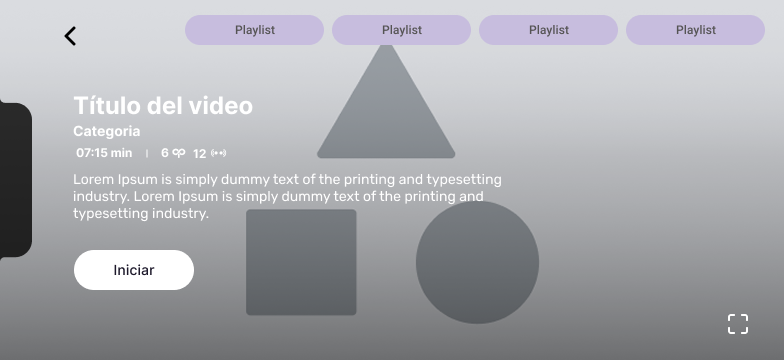 Playlist Playlist Playlist Playlist
Título del video
Categoria
07:15 min | 6 12
Lorem Ipsum is simply dummy text of the printing and typesetting
industry. Lorem Ipsum is simply dummy text of the printing and
typesetting industry.
Iniciar